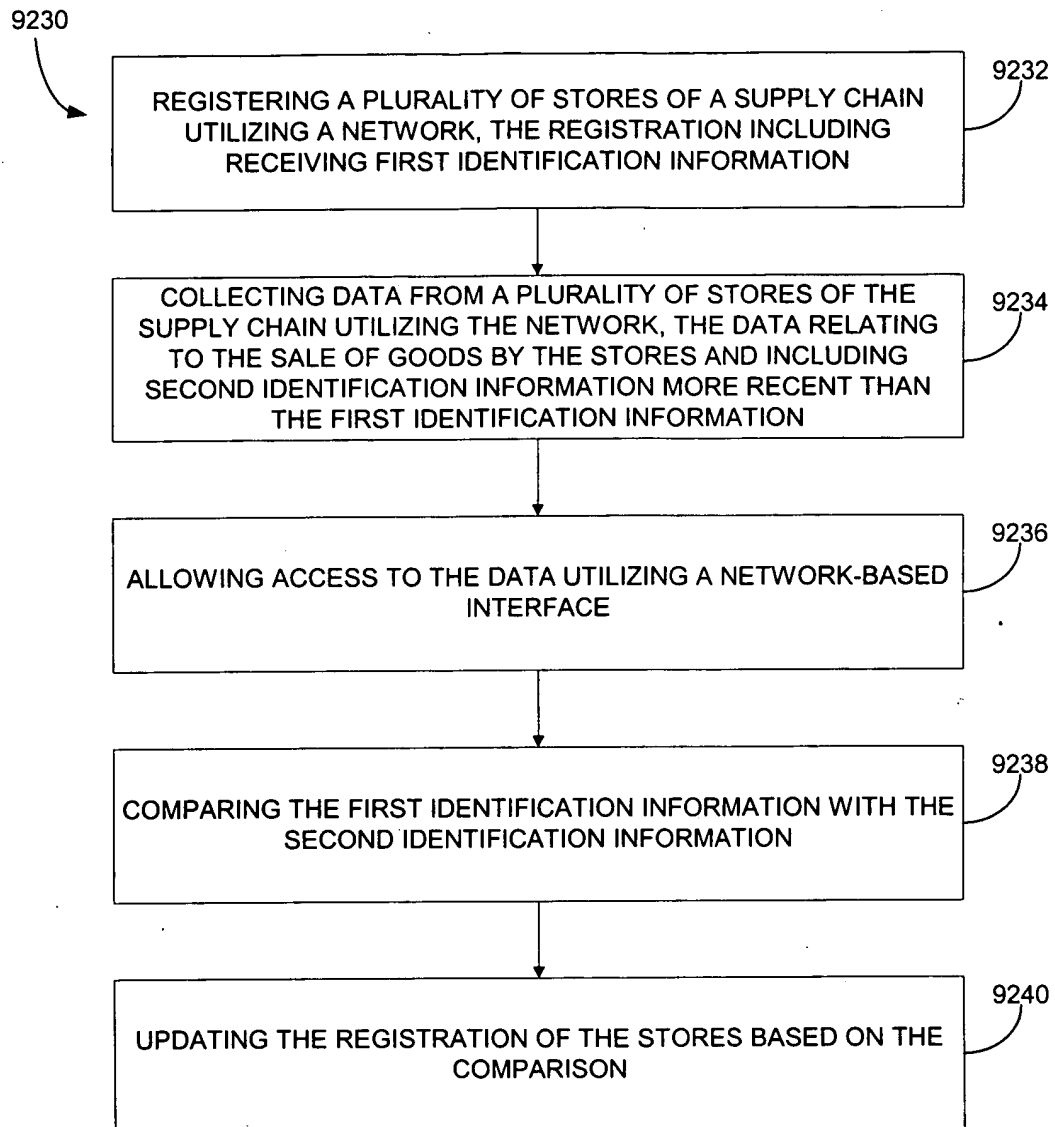 9230
9232
REGISTERING A PLURALITY OF STORES OF A SUPPLY CHAIN
UTILIZING A NETWORK, THE REGISTRATION INCLUDING
RECEIVING FIRST IDENTIFICATION INFORMATION
9234
COLLECTING DATA FROM A PLURALITY OF STORES OF THE
SUPPLY CHAIN UTILIZING THE NETWORK, THE DATA RELATING
TO THE SALE OF GOODS BY THE STORES AND INCLUDING
SECOND IDENTIFICATION INFORMATION MORE RECENT THAN
THE FIRST IDENTIFICATION INFORMATION
9236
ALLOWING ACCESS TO THE DATA UTILIZING A NETWORK-BASED
INTERFACE
9238
COMPARING THE FIRST IDENTIFICATION INFORMATION WITH THE
SECOND IDENTIFICATION INFORMATION
9240
UPDATING THE REGISTRATION OF THE STORES BASED ON THE
COMPARISON